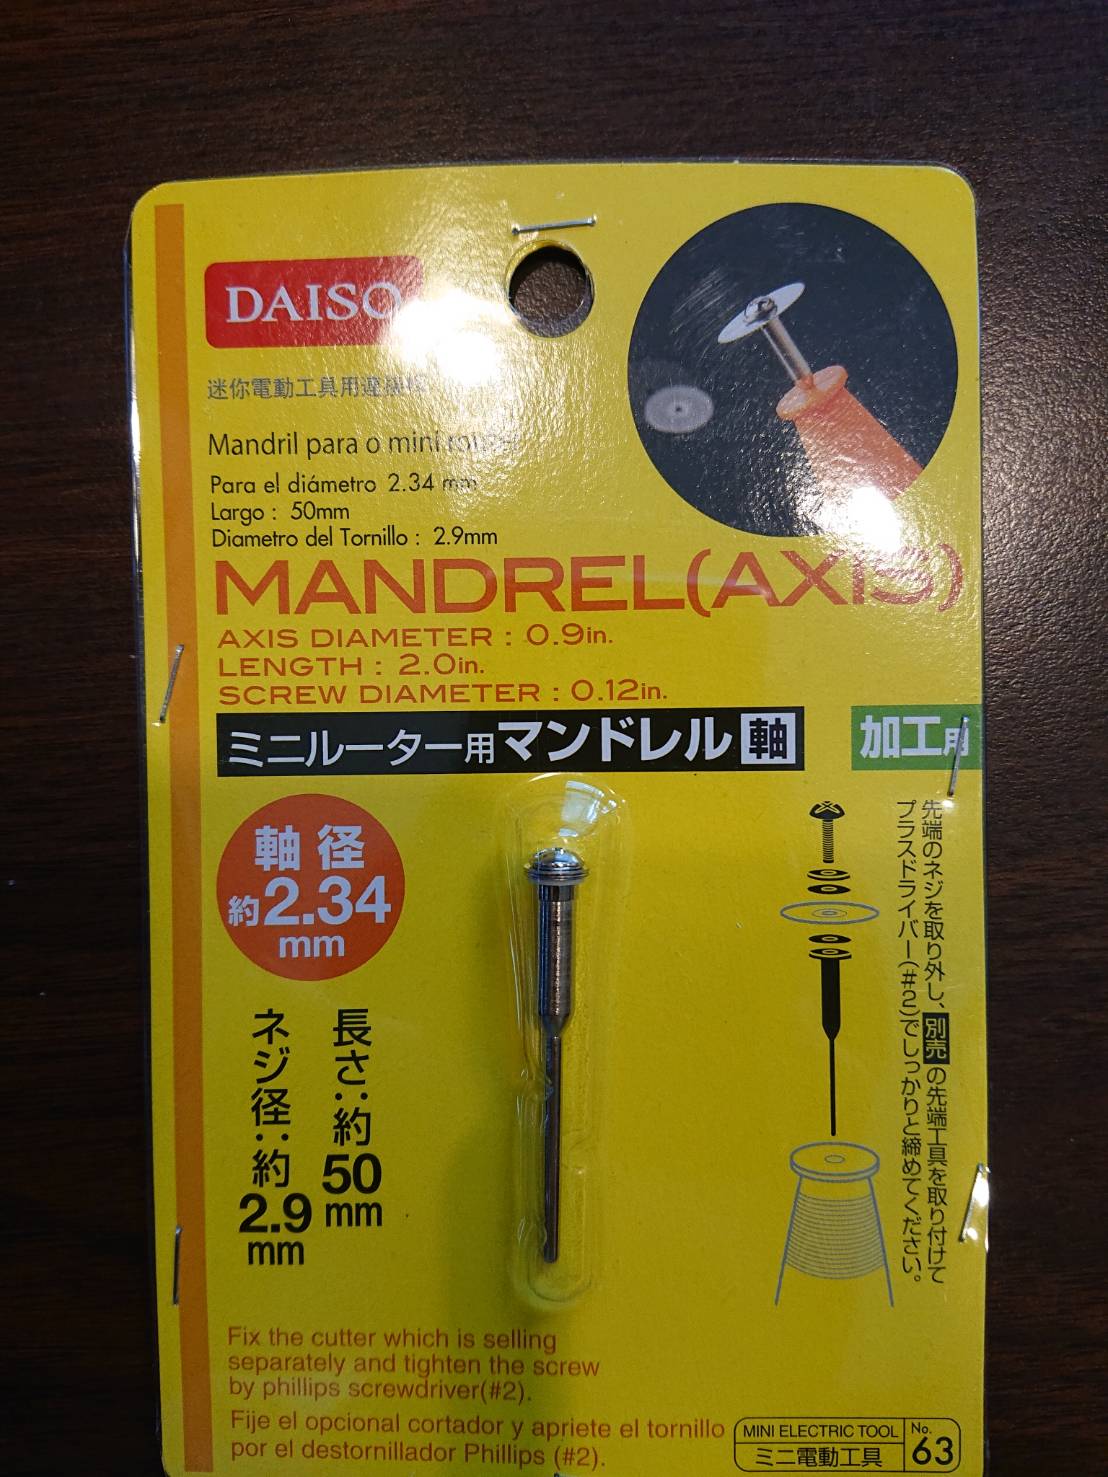 DAISO
迷你電動工具用
Mandril para o mini
Para el diámetro 2.34 mm
Largo : 50mm
Diametro del Tornillo : 2.9mm
MANDREL(AXIS)
AXIS DIAMETER : 0.9in.
LENGTH : 2.0in.
SCREW DIAMETER : 0.12in.
ミニルーター用マンドレル 軸
加工用
軸径
約2.34
mm
長さ:約50mm
ネジ径:約2.9mm
先端のネジを取り外し、別売の先端工具を取り付けて
プラスドライバー(#2)でしっかりと締めてください。
Fix the cutter which is selling
separately and tighten the screw
by phillips screwdriver(#2).
Fije el opcional cortador y apriete el tornillo
por el destornillador Phillips (#2).
MINI ELECTRIC TOOL
ミニ電動工具
No.
63